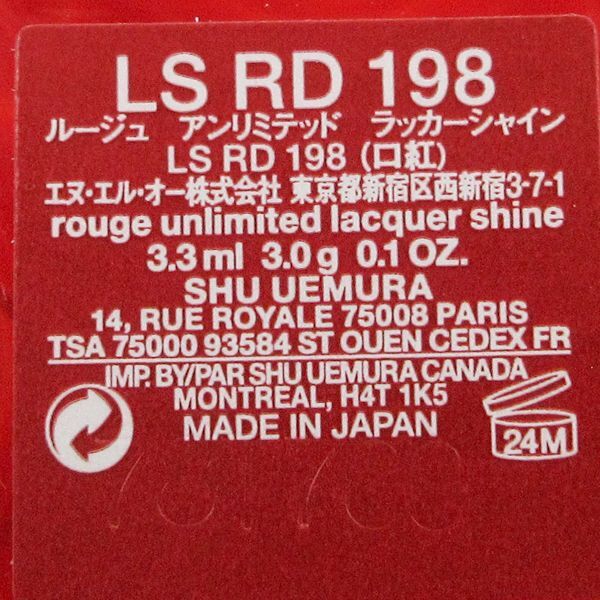 LS RD 198
ルージュ アンリミテッド ラッカーシャイン
LS RD 198 (口紅)
エヌ・エル・オー株式会社 東京都新宿区西新宿3-7-1
rouge unlimited lacquer shine
3.3 ml 3.0 g 0.1 OZ.
SHU UEMURA
14, RUE ROYALE 75008 PARIS
TSA 75000 93584 ST OUEN CEDEX FR
IMP. BY/PAR SHU UEMURA CANADA
MONTREAL, H4T 1K5
MADE IN JAPAN
24M